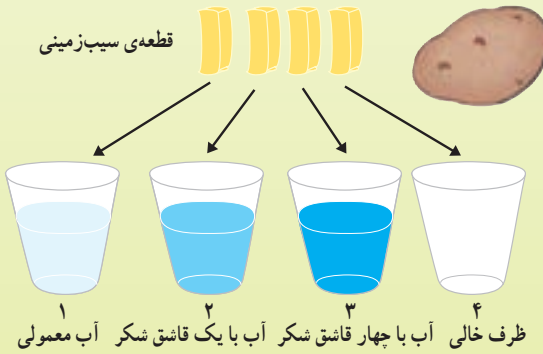 قطعه‌ی سیب‌زمینی
۱ ۲ ۳ ۴
آب معمولی آب با یک قاشق شکر آب با چهار قاشق شکر ظرف خالی